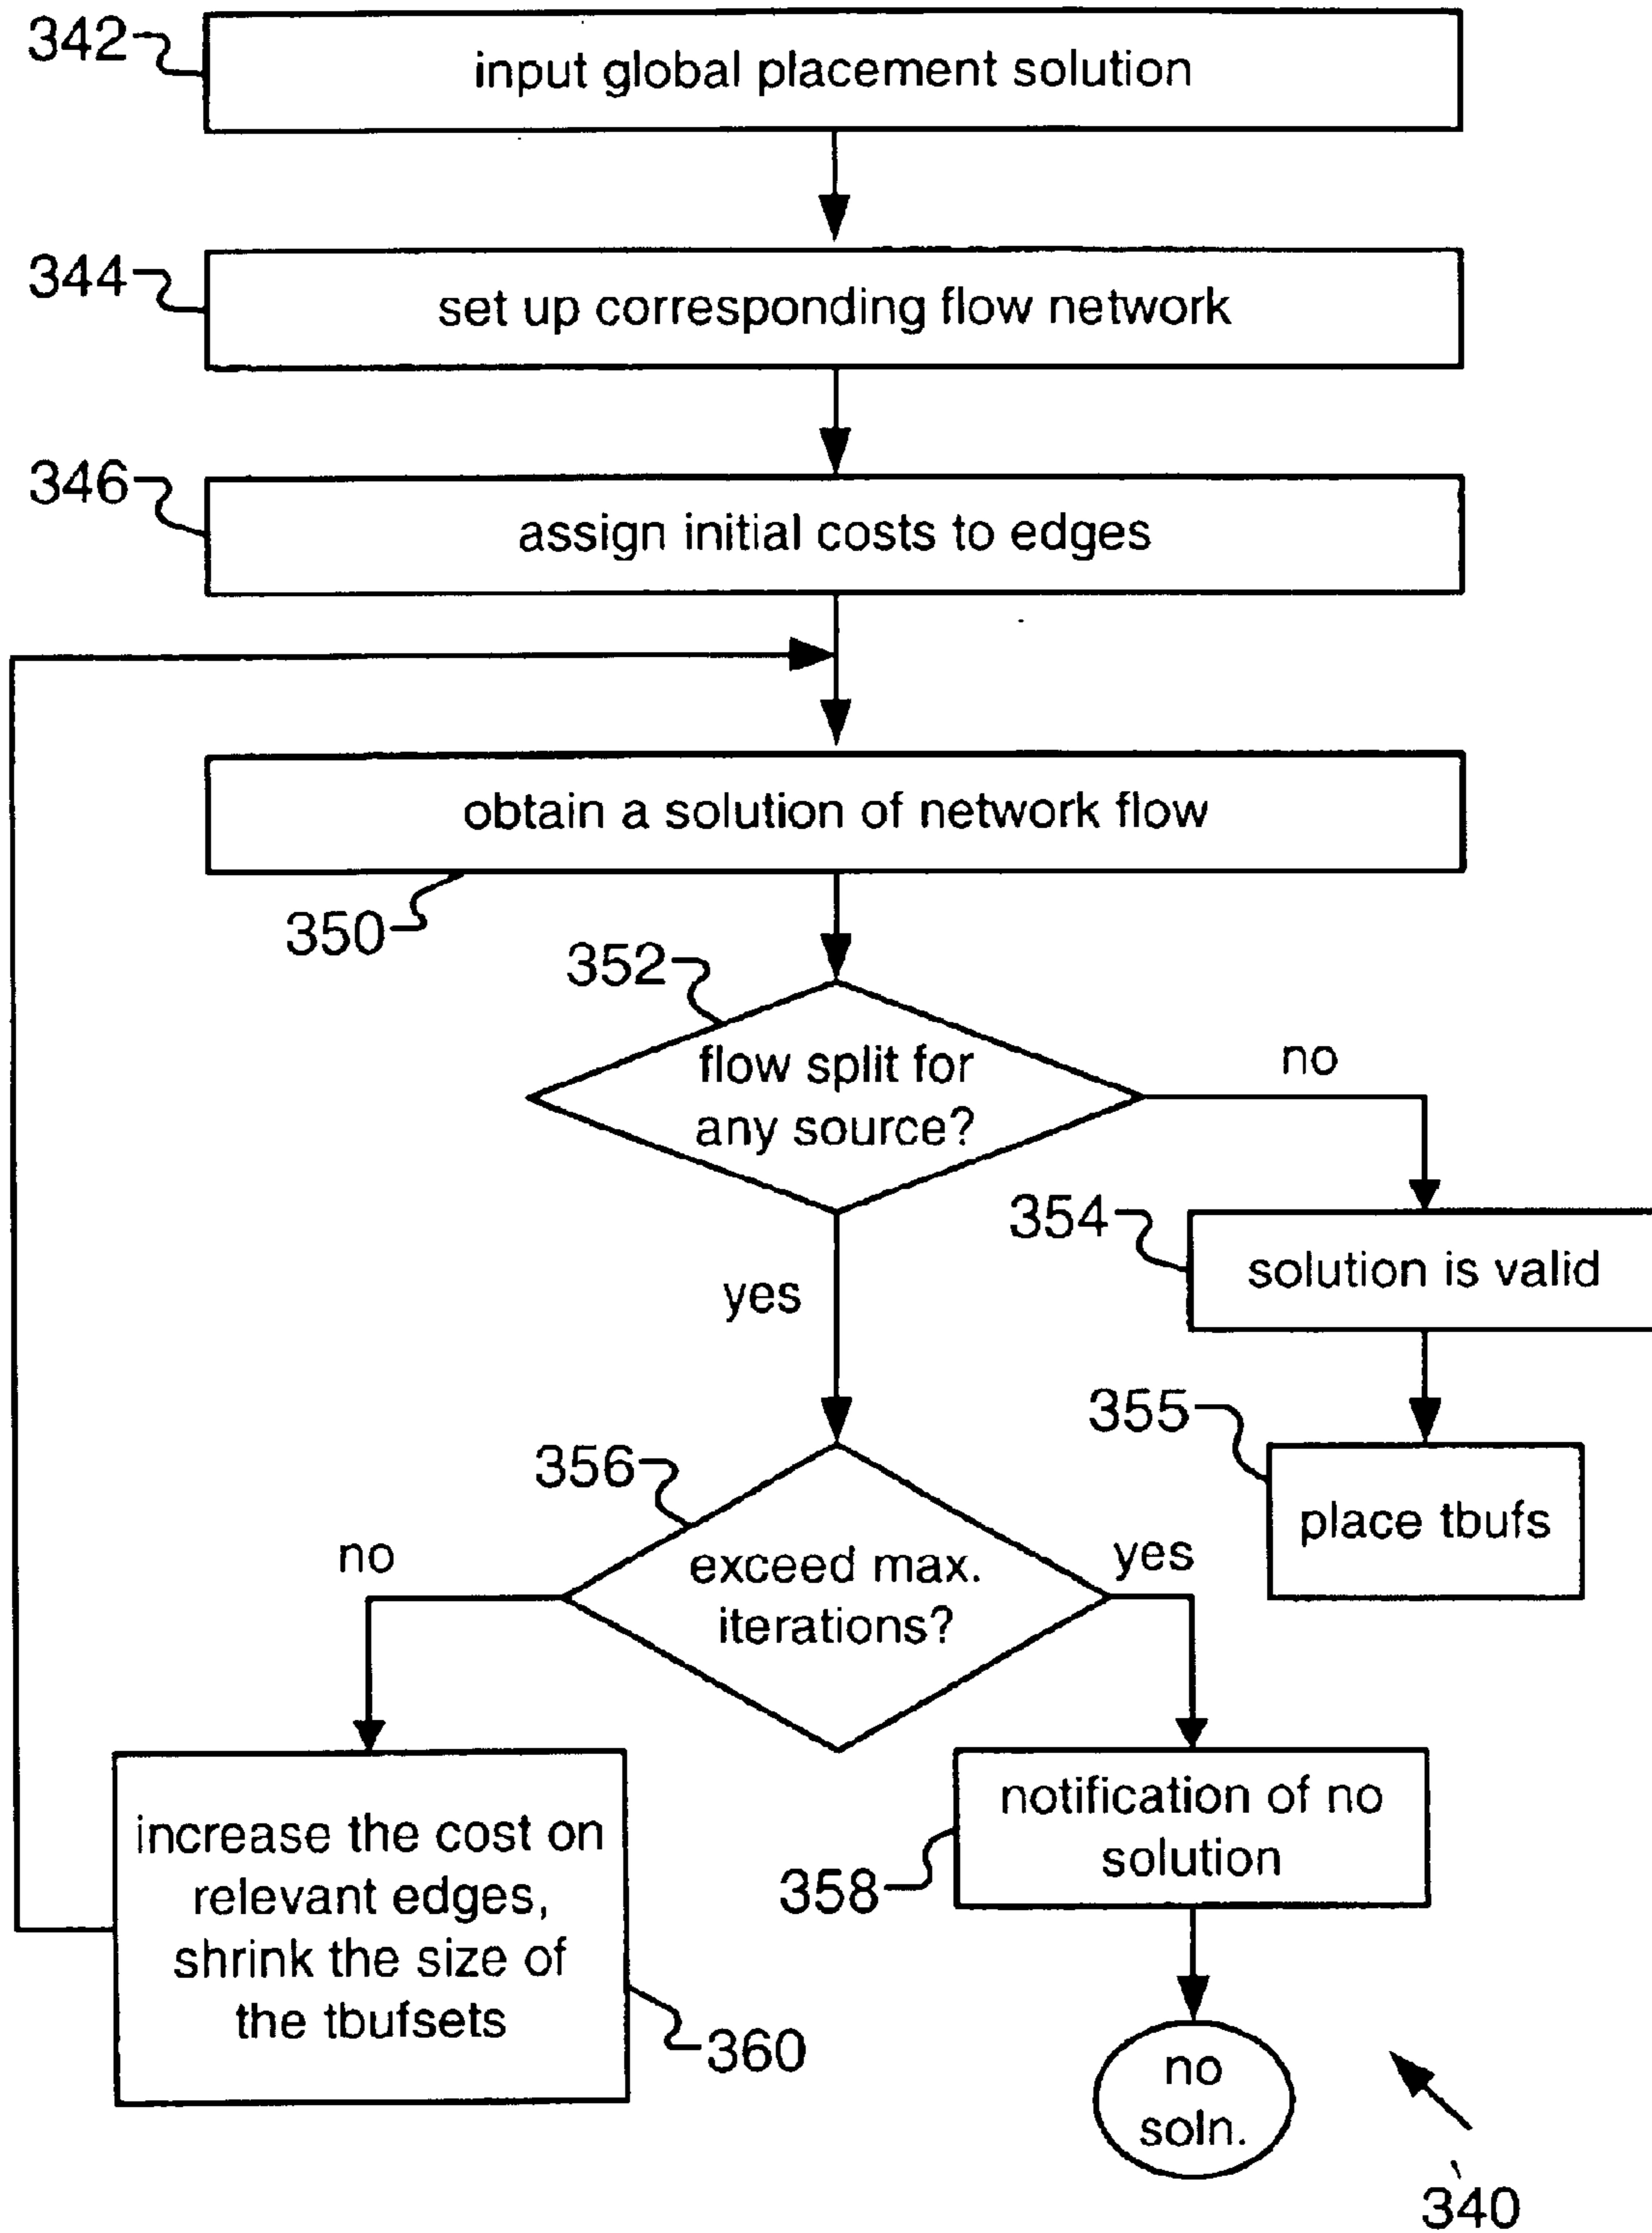 342
input global placement solution
344
set up corresponding flow network
346
assign initial costs to edges
obtain a solution of network flow
350
352
flow split for
any source?
no
354
solution is valid
yes
355
place tbufs
356
exceed max.
iterations?
no
yes
increase the cost on
relevant edges,
shrink the size of
the tbufsets
360
notification of no
solution
358
no
soln.
340